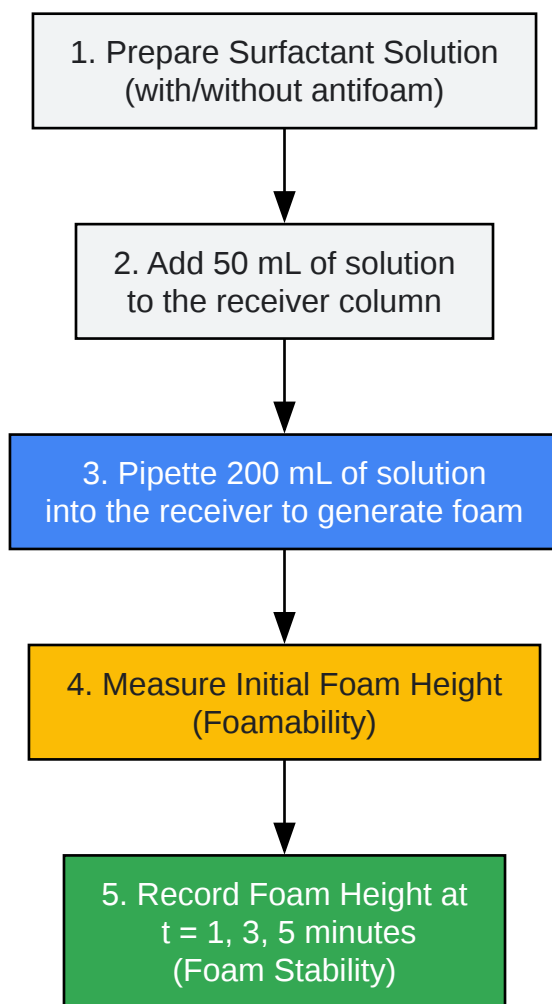 1. Prepare Surfactant Solution
(with/without antifoam)
2. Add 50 mL of solution
to the receiver column
3. Pipette 200 mL of solution
into the receiver to generate foam
4. Measure Initial Foam Height
(Foamability)
5. Record Foam Height at
t = 1, 3, 5 minutes
(Foam Stability)